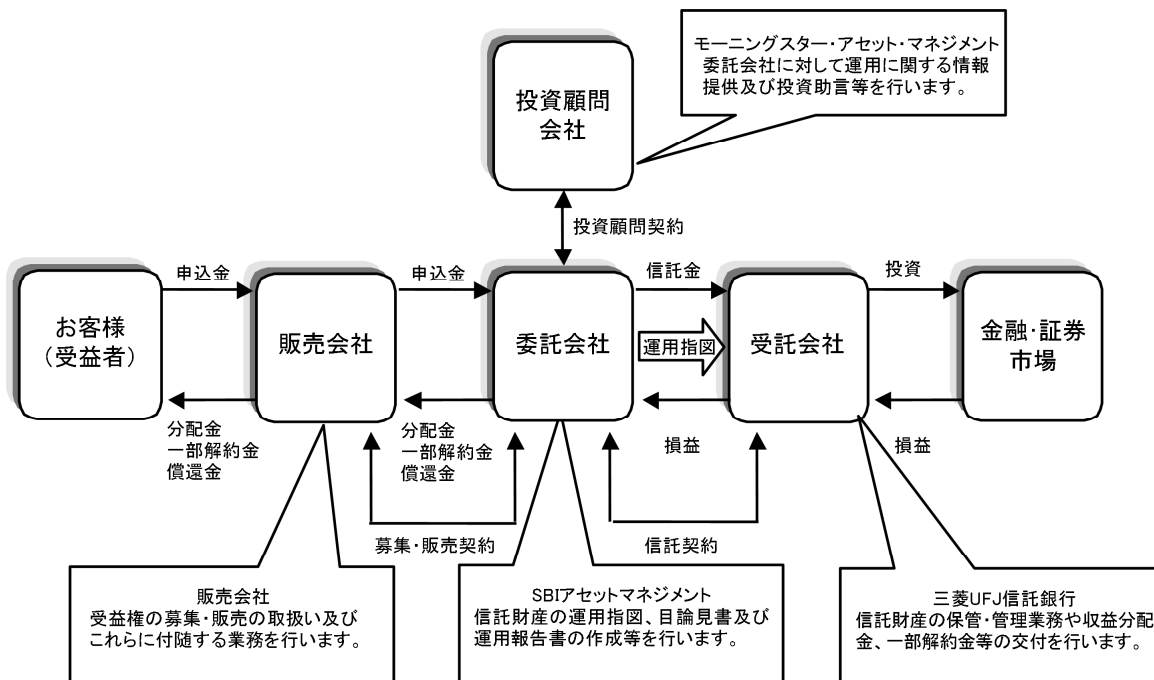 モーニングスター・アセット・マネジメント
委託会社に対して運用に関する情報
提供及び投資助言等を行います。
投資顧問
会社
投資顧問契約
申込金
申込金
信託金
投資
お客様
（受益者）
販売会社
委託会社
運用指図
受託会社
金融・証券
市場
分配金
一部解約金
償還金
分配金
一部解約金
償還金
損益
損益
募集・販売契約
信託契約
販売会社
受益権の募集・販売の取扱い及び
これらに付随する業務を行います。
SBIアセットマネジメント
信託財産の運用指図、目論見書及び
運用報告書の作成等を行います。
三菱UFJ信託銀行
信託財産の保管・管理業務や収益分配
金、一部解約金等の交付を行います。